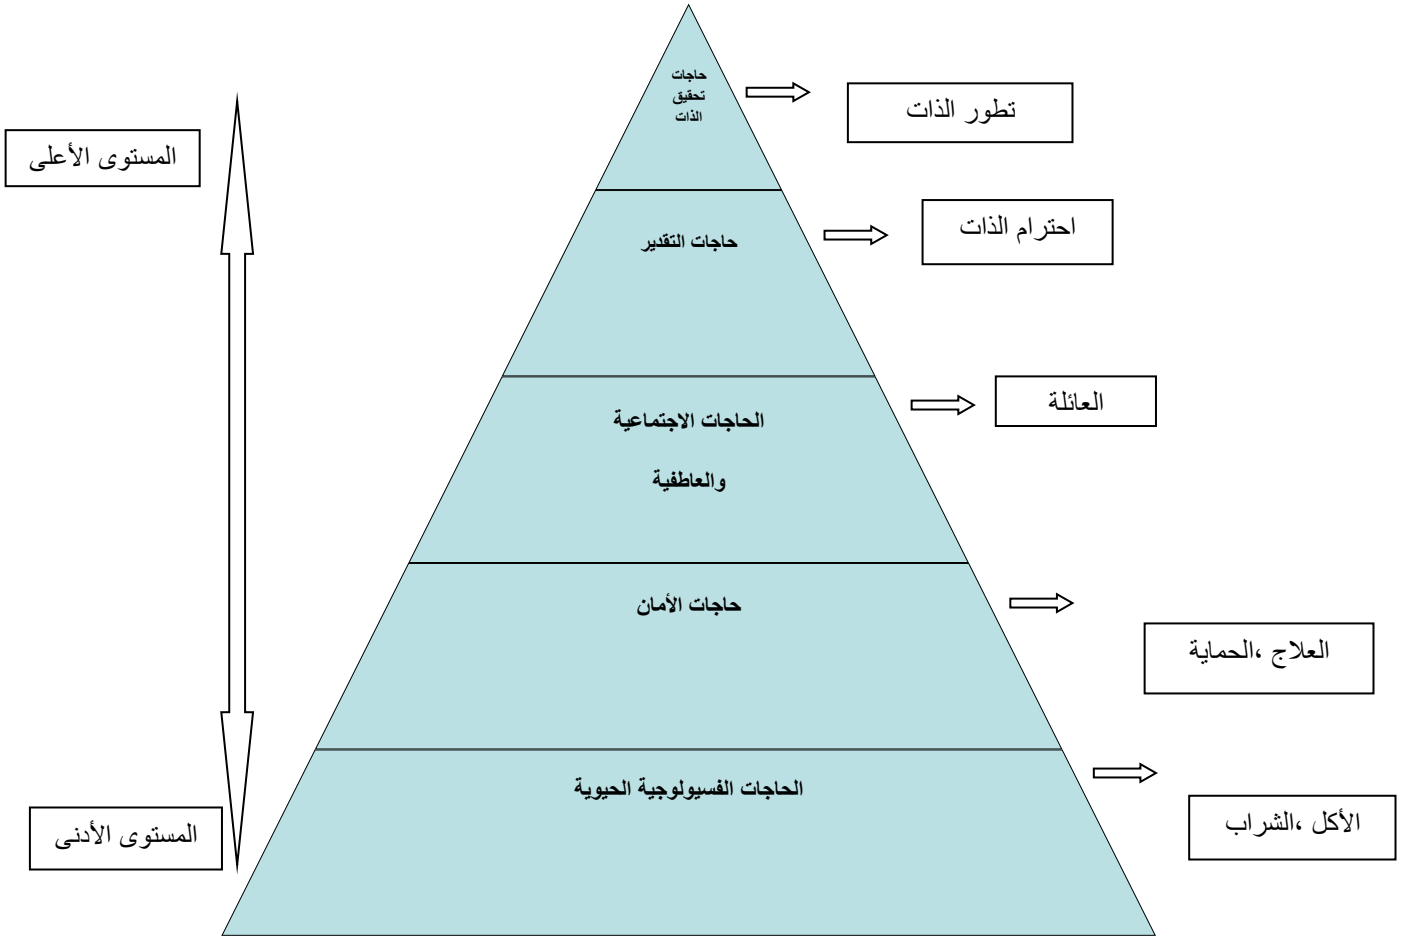 حاجات
تحقيق
الذات
تطور الذات
المستوى الأعلى
حاجات التقدير
احترام الذات
الحاجات الاجتماعية
والعاطفية
العائلة
حاجات الأمان
العلاج ،الحماية
الحاجات الفسيولوجية الحيوية
الأكل ،الشراب
المستوى الأدنى